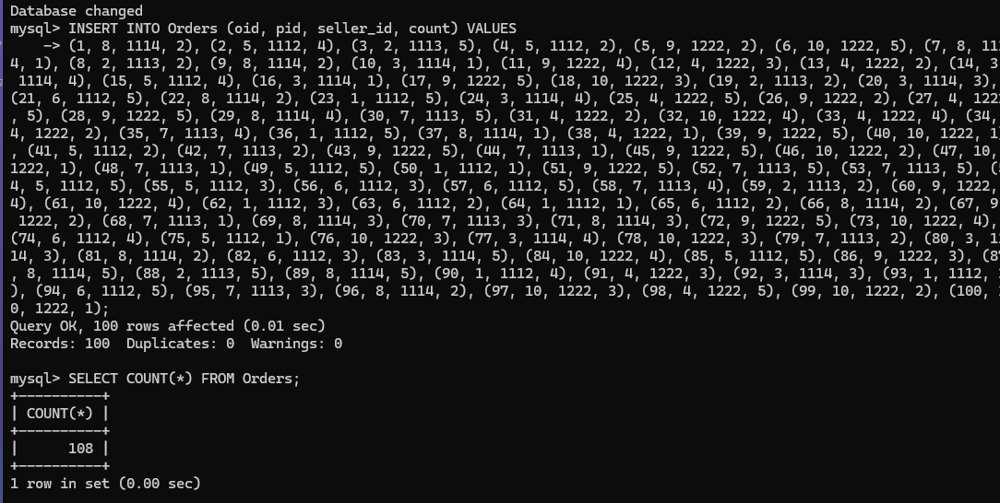 Database changed
mysql> INSERT INTO Orders (oid, pid, seller_id, count) VALUES
    -> (1, 8, 1114, 2), (2, 5, 1112, 4), (3, 2, 1113, 5), (4, 5, 1112, 2), (5, 9, 1222, 2), (6, 10, 1222, 5), (7, 8, 11
4, 1), (8, 2, 1113, 2), (9, 8, 1114, 2), (10, 3, 1114, 1), (11, 9, 1222, 4), (12, 4, 1222, 3), (13, 4, 1222, 2), (14, 3
 1114, 4), (15, 5, 1112, 4), (16, 3, 1114, 1), (17, 9, 1222, 5), (18, 10, 1222, 3), (19, 2, 1113, 2), (20, 3, 1114, 3),
(21, 6, 1112, 5), (22, 8, 1114, 2), (23, 1, 1112, 5), (24, 3, 1114, 4), (25, 4, 1222, 5), (26, 9, 1222, 2), (27, 4, 122
, 5), (28, 9, 1222, 5), (29, 8, 1114, 4), (30, 7, 1113, 5), (31, 4, 1222, 2), (32, 10, 1222, 4), (33, 4, 1222, 4), (34,
4, 1222, 2), (35, 7, 1113, 4), (36, 1, 1112, 5), (37, 8, 1114, 1), (38, 4, 1222, 1), (39, 9, 1222, 5), (40, 10, 1222, 1
, (41, 5, 1112, 2), (42, 7, 1113, 2), (43, 9, 1222, 5), (44, 7, 1113, 1), (45, 9, 1222, 5), (46, 10, 1222, 2), (47, 10,
1222, 1), (48, 7, 1113, 1), (49, 5, 1112, 5), (50, 1, 1112, 1), (51, 9, 1222, 5), (52, 7, 1113, 5), (53, 7, 1113, 5), (
4, 5, 1112, 5), (55, 5, 1112, 3), (56, 6, 1112, 3), (57, 6, 1112, 5), (58, 7, 1113, 4), (59, 2, 1113, 2), (60, 9, 1222,
4), (61, 10, 1222, 4), (62, 1, 1112, 3), (63, 6, 1112, 2), (64, 1, 1112, 1), (65, 6, 1112, 2), (66, 8, 1114, 2), (67, 9
 1222, 2), (68, 7, 1113, 1), (69, 8, 1114, 3), (70, 7, 1113, 3), (71, 8, 1114, 3), (72, 9, 1222, 5), (73, 10, 1222, 4),
(74, 6, 1112, 4), (75, 5, 1112, 1), (76, 10, 1222, 3), (77, 3, 1114, 4), (78, 10, 1222, 3), (79, 7, 1113, 2), (80, 3, 1
14, 3), (81, 8, 1114, 2), (82, 6, 1112, 3), (83, 3, 1114, 5), (84, 10, 1222, 4), (85, 5, 1112, 5), (86, 9, 1222, 3), (8
, 8, 1114, 5), (88, 2, 1113, 5), (89, 8, 1114, 5), (90, 1, 1112, 4), (91, 4, 1222, 3), (92, 3, 1114, 3), (93, 1, 1112,
), (94, 6, 1112, 5), (95, 7, 1113, 3), (96, 8, 1114, 2), (97, 10, 1222, 3), (98, 4, 1222, 5), (99, 10, 1222, 2), (100,
0, 1222, 1);
Query OK, 100 rows affected (0.01 sec)
Records: 100  Duplicates: 0  Warnings: 0
mysql> SELECT COUNT(*) FROM Orders;
+----------+
| COUNT(*) |
+----------+
|      108 |
+----------+
1 row in set (0.00 sec)